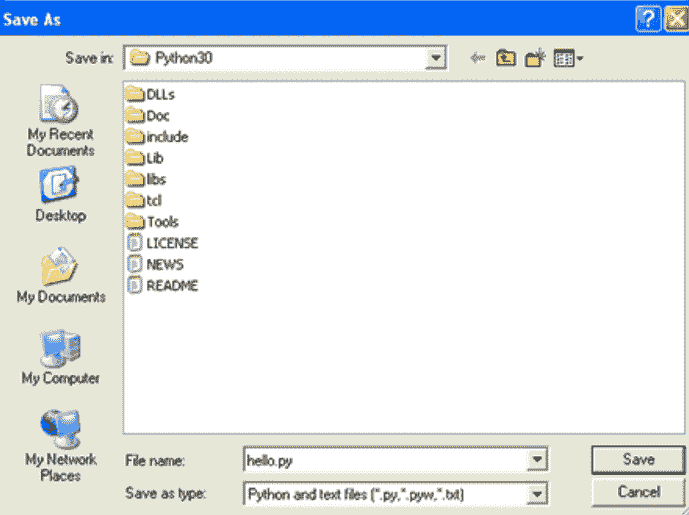 Save As
Save in: Python30
DLLs
Doc
include
Lib
libs
tcl
Tools
LICENSE
NEWS
README
My Recent
Documents
Desktop
My Documents
My Computer
My Network
Places
File name: hello.py
Save
Save as type: Python and text files (*.py,*.pyw,*.txt)
Cancel